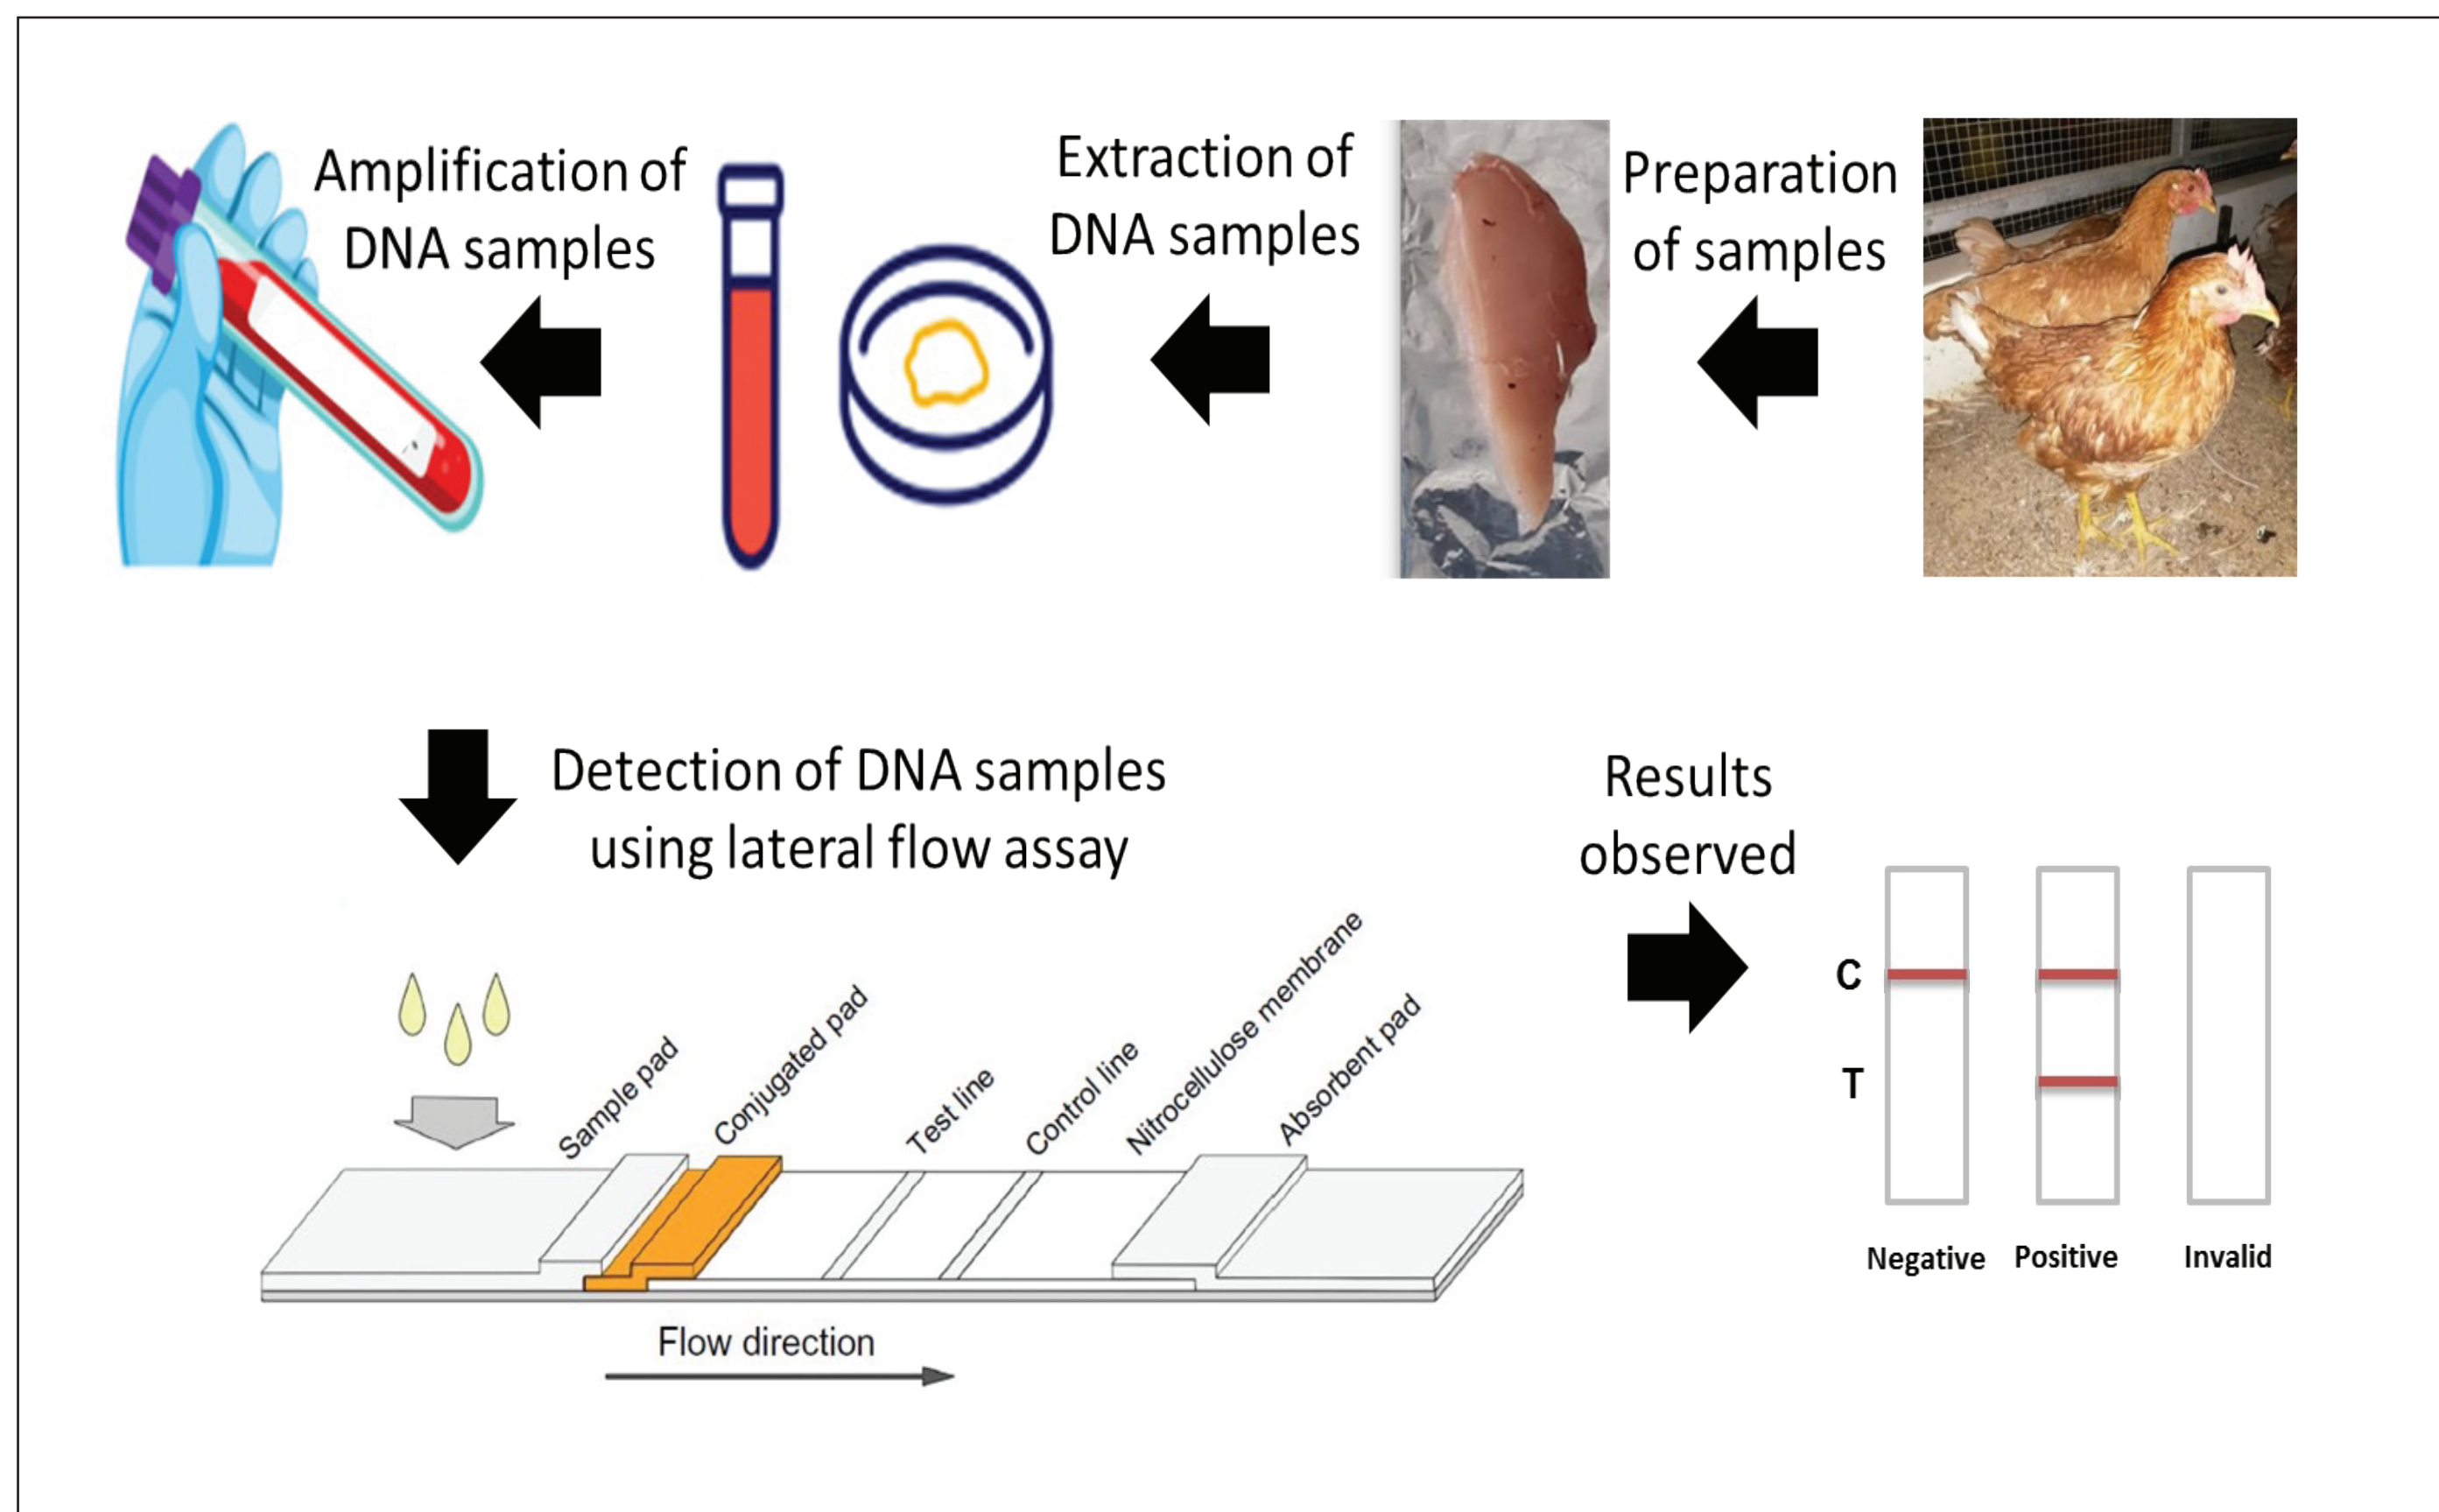 Amplification of
DNA samples
Extraction of
DNA samples
Preparation
of samples
Detection of DNA samples
using lateral flow assay
Results
observed
Sample pad
Conjugated pad
Test line
Control line
Nitrocellulose membrane
Absorbent pad
Flow direction
C
T
Negative
Positive
Invalid